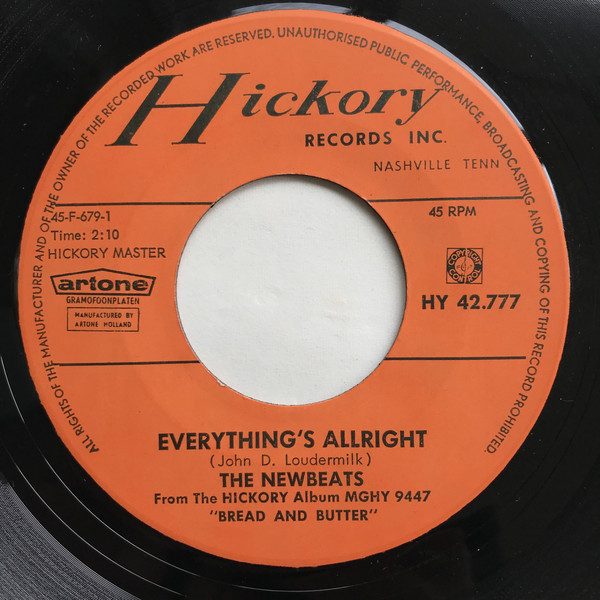 ALL RIGHTS OF THE MANUFACTURER AND OF THE OWNER OF THE RECORDED WORK ARE RESERVED. UNAUTHORISED PUBLIC PERFORMANCE, BROADCASTING AND COPYING OF THIS RECORD PROHIBITED.
Hickory
RECORDS INC.
NASHVILLE TENN
45-F-679-1
45 RPM
Time: 2:10
HICKORY MASTER
artone
GRAMOFOONPLATEN
MANUFACTURED BY
ARTONE HOLLAND
COPYRIGHT
CONTROL
HY 42.777
EVERYTHING'S ALLRIGHT
(John D. Loudermilk)
THE NEWBEATS
From The HICKORY Album MGHY 9447
"BREAD AND BUTTER"